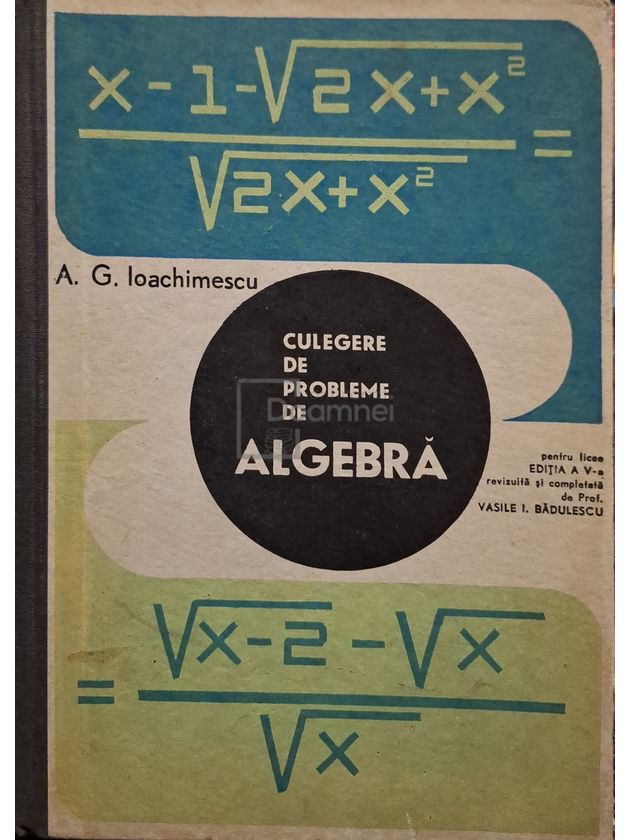 x - 1 - √2x+x²
=
√2x+x²
A. G. Ioachimescu
CULEGERE
DE
PROBLEME
DE
ALGEBRĂ
pentru licee
EDIȚIA A V-a
revizuită și completată
de Prof.
VASILE I. BĂDULESCU
√x-2 - √x
=
√x